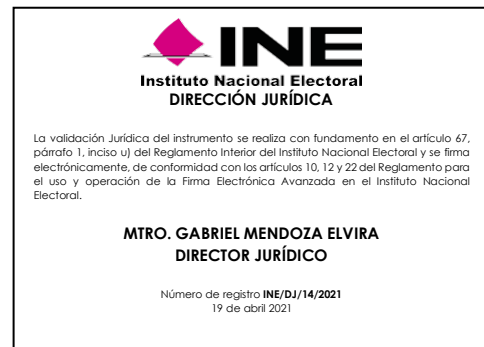 INE
Instituto Nacional Electoral
DIRECCIÓN JURÍDICA
La validación Jurídica del instrumento se realiza con fundamento en el artículo 67,
párrafo 1, inciso u) del Reglamento Interior del Instituto Nacional Electoral y se firma
electrónicamente, de conformidad con los artículos 10, 12 y 22 del Reglamento para
el uso y operación de la Firma Electrónica Avanzada en el Instituto Nacional
Electoral.
MTRO. GABRIEL MENDOZA ELVIRA
DIRECTOR JURÍDICO
Número de registro INE/DJ/14/2021
19 de abril 2021